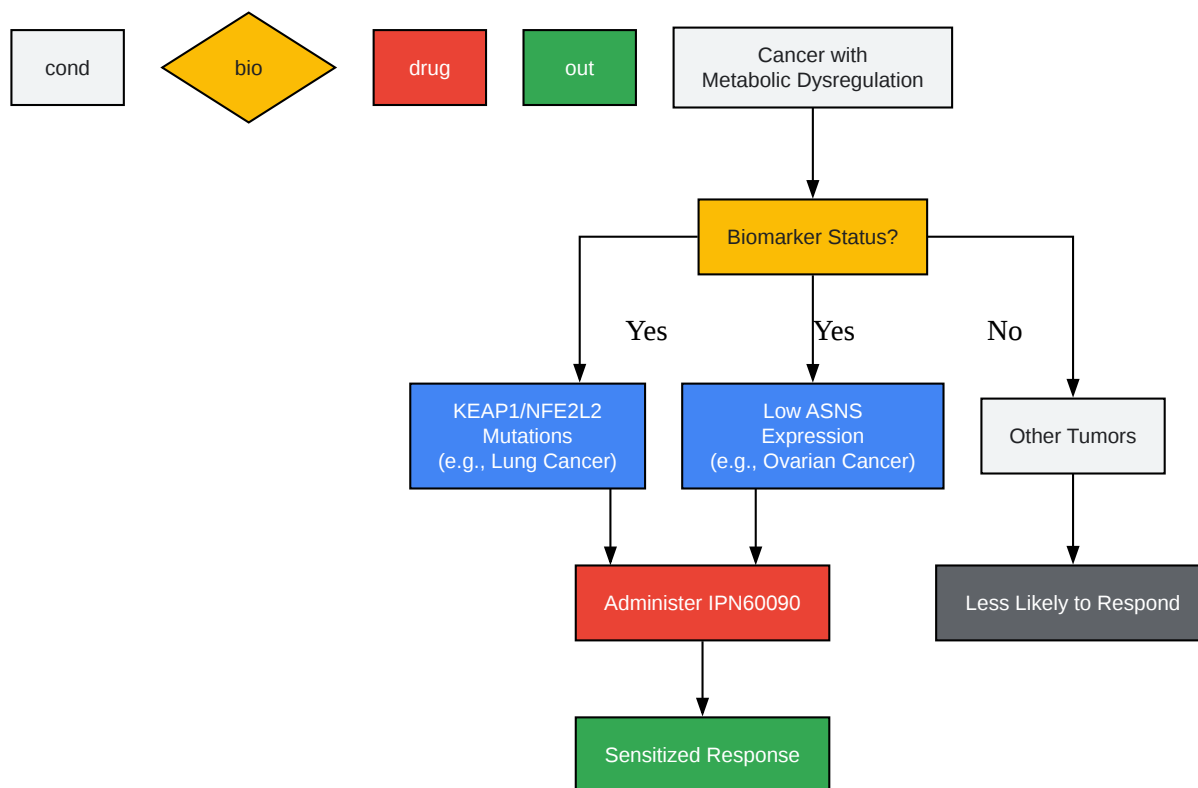 cond
bio
drug
out
Cancer with
Metabolic Dysregulation
Biomarker Status?
Yes
Yes
No
KEAP1/NFE2L2
Mutations
(e.g., Lung Cancer)
Low ASNS
Expression
(e.g., Ovarian Cancer)
Other Tumors
Administer IPN60090
Less Likely to Respond
Sensitized Response